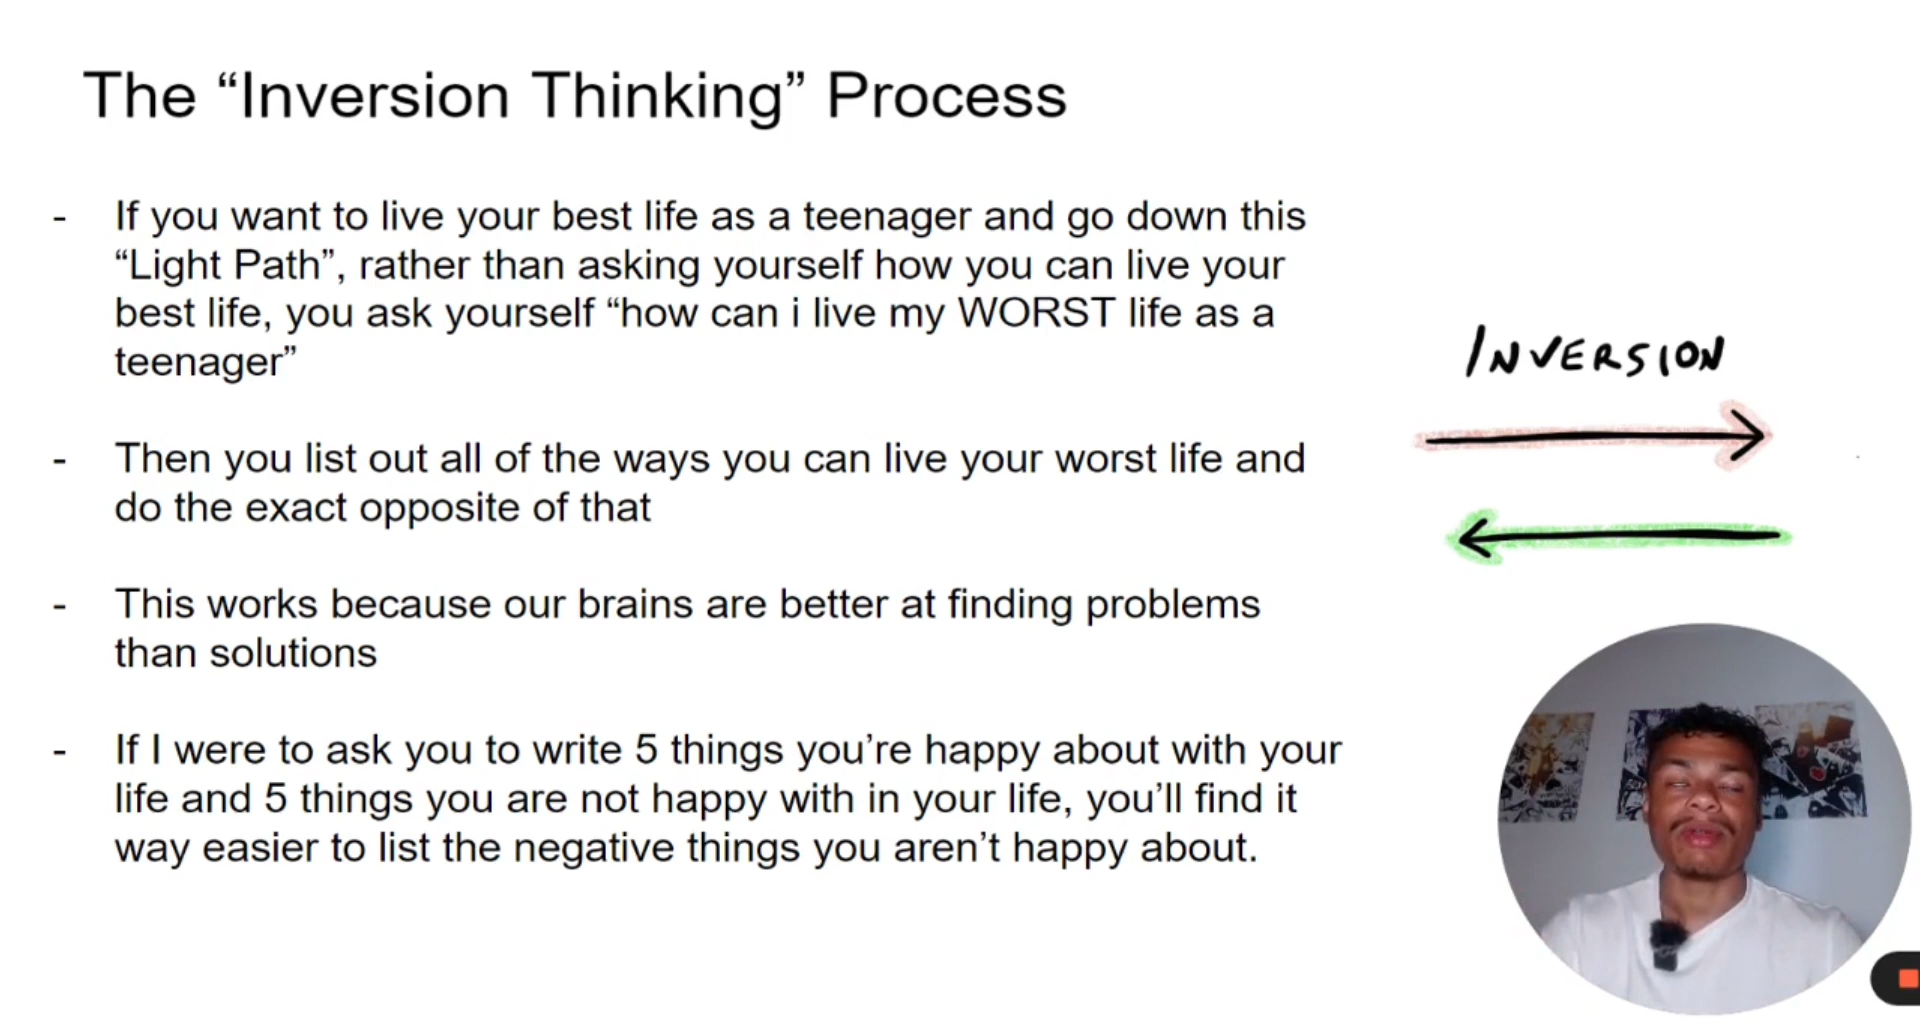 The “Inversion Thinking” Process
- If you want to live your best life as a teenager and go down this
“Light Path”, rather than asking yourself how you can live your
best life, you ask yourself “how can i live my WORST life as a
teenager”
- Then you list out all of the ways you can live your worst life and
do the exact opposite of that
- This works because our brains are better at finding problems
than solutions
- If I were to ask you to write 5 things you’re happy about with your
life and 5 things you are not happy with in your life, you’ll find it
way easier to list the negative things you aren’t happy about.
INVERSION